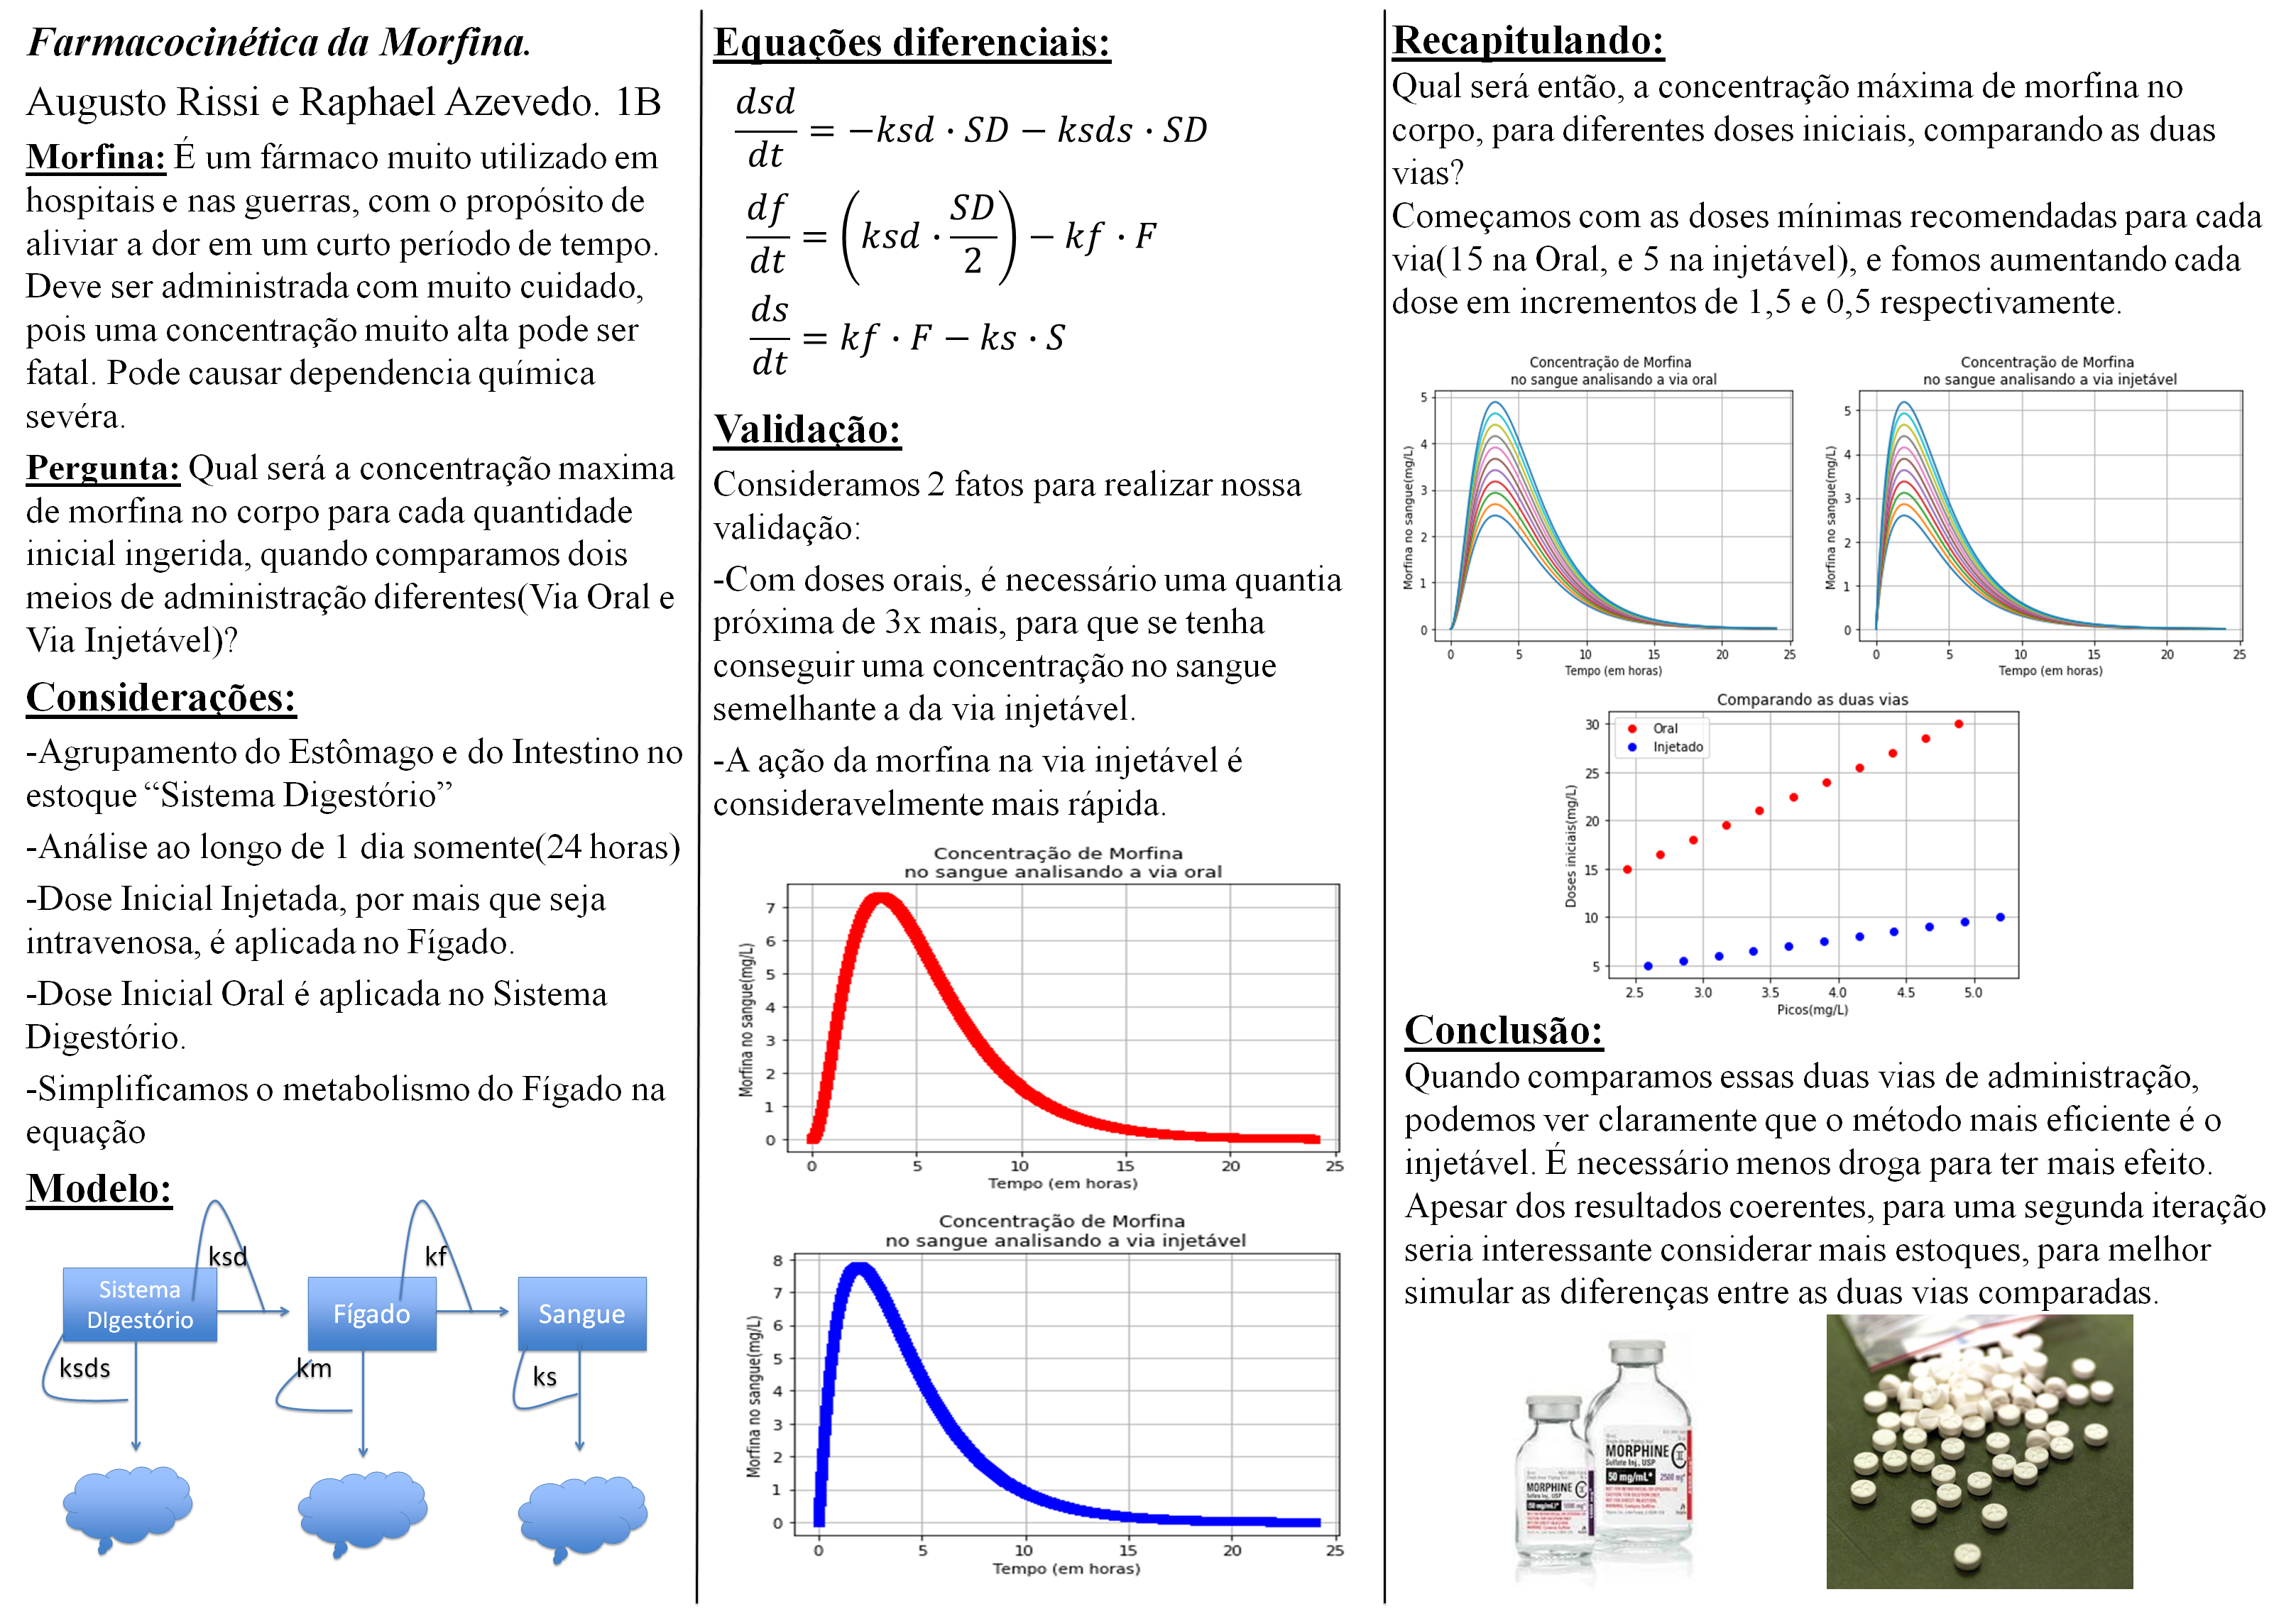 Farmacocinética da Morfina.
Augusto Rissi e Raphael Azevedo. 1B
Morfina: É um fármaco muito utilizado em
hospitais e nas guerras, com o propósito de
aliviar a dor em um curto período de tempo.
Deve ser administrada com muito cuidado,
pois uma concentração muito alta pode ser
fatal. Pode causar dependencia química
sevéra.
Pergunta: Qual será a concentração maxima
de morfina no corpo para cada quantidade
inicial ingerida, quando comparamos dois
meios de administração diferentes(Via Oral e
Via Injetável)?
Considerações:
-Agrupamento do Estômago e do Intestino no
estoque “Sistema Digestório”
-Análise ao longo de 1 dia somente(24 horas)
-Dose Inicial Injetada, por mais que seja
intravenosa, é aplicada no Fígado.
-Dose Inicial Oral é aplicada no Sistema
Digestório.
-Simplificamos o metabolismo do Fígado na
equação
Modelo:
ksd
kf
Sistema
DIgestório
Fígado
Sangue
ksds
km
ks
Equações diferenciais:
dsd/dt = −ksd · SD − ksds · SD
df/dt = (ksd · SD/2) − kf · F
ds/dt = kf · F − ks · S
Validação:
Consideramos 2 fatos para realizar nossa
validação:
-Com doses orais, é necessário uma quantia
próxima de 3x mais, para que se tenha
conseguir uma concentração no sangue
semelhante a da via injetável.
-A ação da morfina na via injetável é
consideravelmente mais rápida.
Concentração de Morfina
no sangue analisando a via oral
Morfina no sangue(mg/L)
7
6
5
4
3
2
1
0
0 5 10 15 20 25
Tempo (em horas)
Concentração de Morfina
no sangue analisando a via injetável
Morfina no sangue(mg/L)
8
7
6
5
4
3
2
1
0
0 5 10 15 20 25
Tempo (em horas)
Recapitulando:
Qual será então, a concentração máxima de morfina no
corpo, para diferentes doses iniciais, comparando as duas
vias?
Começamos com as doses mínimas recomendadas para cada
via(15 na Oral, e 5 na injetável), e fomos aumentando cada
dose em incrementos de 1,5 e 0,5 respectivamente.
Concentração de Morfina
no sangue analisando a via oral
Morfina no sangue(mg/L)
5
4
3
2
1
0
0 5 10 15 20 25
Tempo (em horas)
Concentração de Morfina
no sangue analisando a via injetável
Morfina no sangue(mg/L)
5
4
3
2
1
0
0 5 10 15 20 25
Tempo (em horas)
Comparando as duas vias
Oral
Injetado
Doses iniciais(mg/L)
30
25
20
15
10
5
2.5 3.0 3.5 4.0 4.5 5.0
Picos(mg/L)
Conclusão:
Quando comparamos essas duas vias de administração,
podemos ver claramente que o método mais eficiente é o
injetável. É necessário menos droga para ter mais efeito.
Apesar dos resultados coerentes, para uma segunda iteração
seria interessante considerar mais estoques, para melhor
simular as diferenças entre as duas vias comparadas.
MORPHINE CII
Sulfate Inj., USP
50 mg/mL* 2500 mg*
MORPHINE
Sulfate Inj., USP